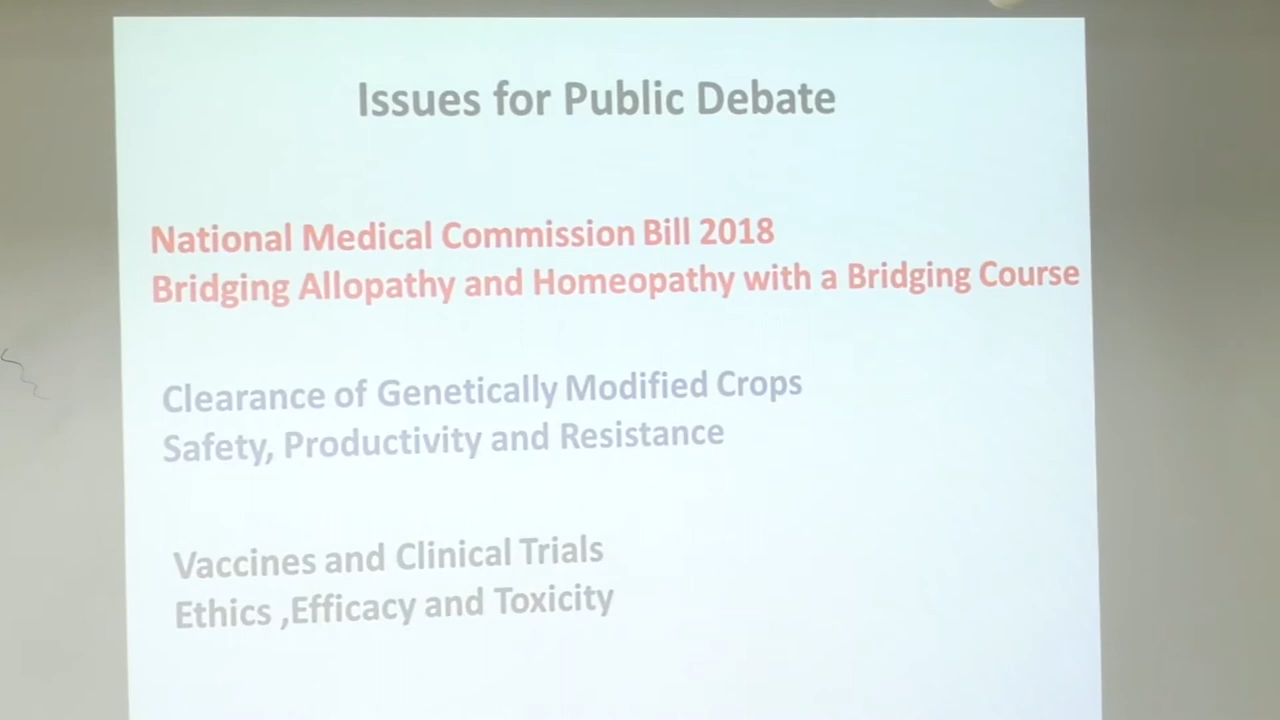 Issues for Public Debate
National Medical Commission Bill 2018
Bridging Allopathy and Homeopathy with a Bridging Course
Clearance of Genetically Modified Crops
Safety, Productivity and Resistance
Vaccines and Clinical Trials
Ethics ,Efficacy and Toxicity